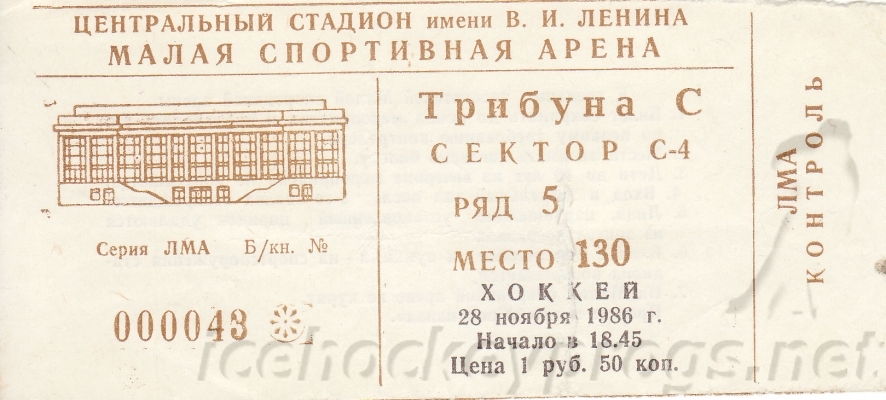 ЦЕНТРАЛЬНЫЙ СТАДИОН имени В. И. ЛЕНИНА
МАЛАЯ СПОРТИВНАЯ АРЕНА
Серия ЛМА Б/кн. №
000043
Трибуна С
СЕКТОР С-4
РЯД 5
МЕСТО 130
ХОККЕЙ
28 ноября 1986 г.
Начало в 18.45
Цена 1 руб. 50 коп.
ЛМА
КОНТРОЛЬ
icehockeyprogs.net